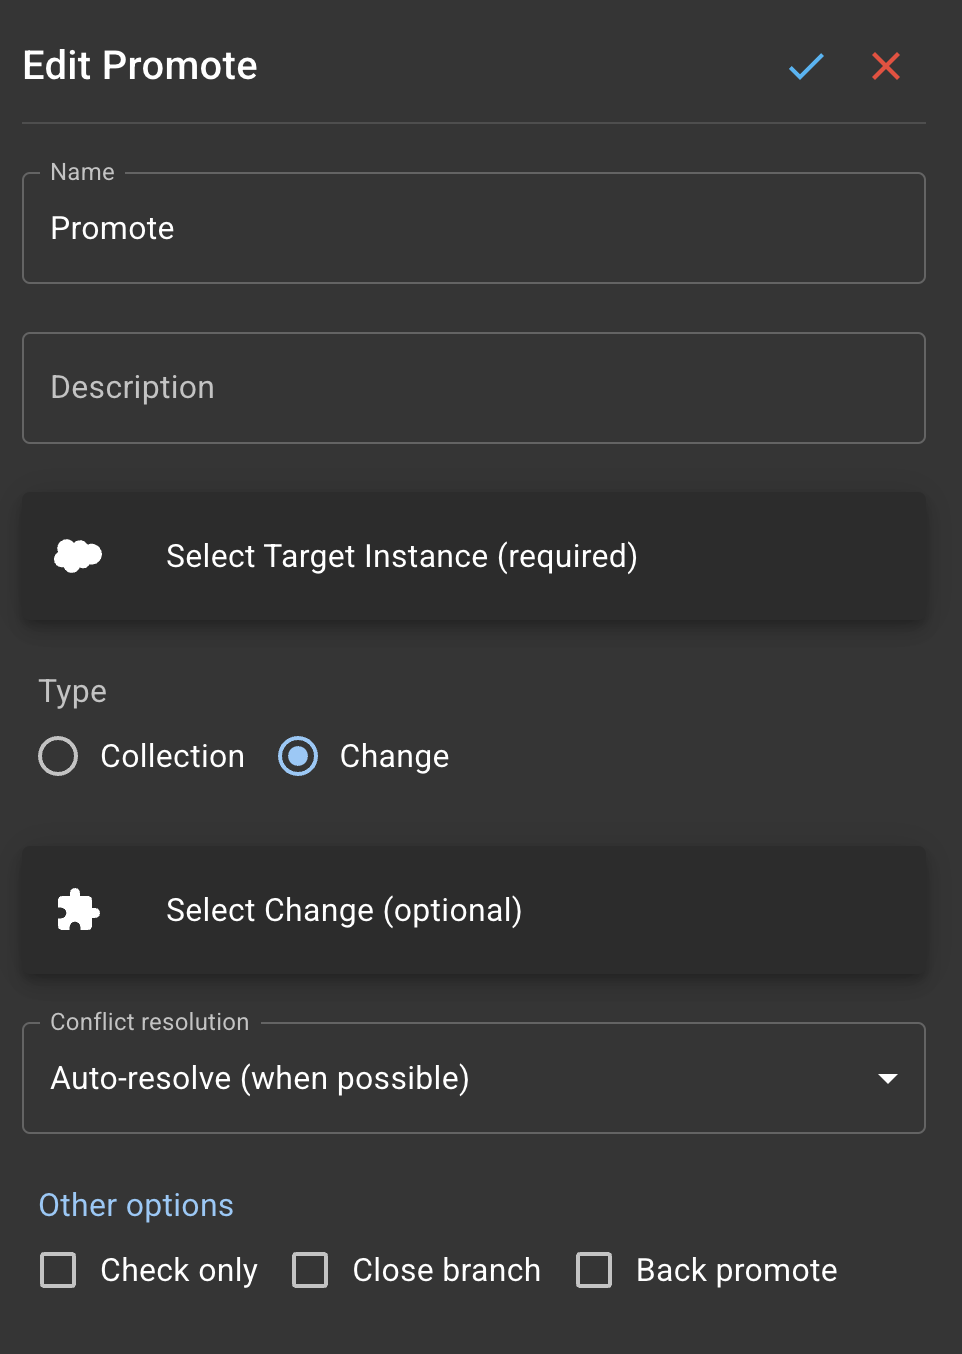 Edit Promote
Name
Promote
Description
Select Target Instance (required)
Type
Collection Change
Select Change (optional)
Conflict resolution
Auto-resolve (when possible)
Other options
Check only Close branch Back promote